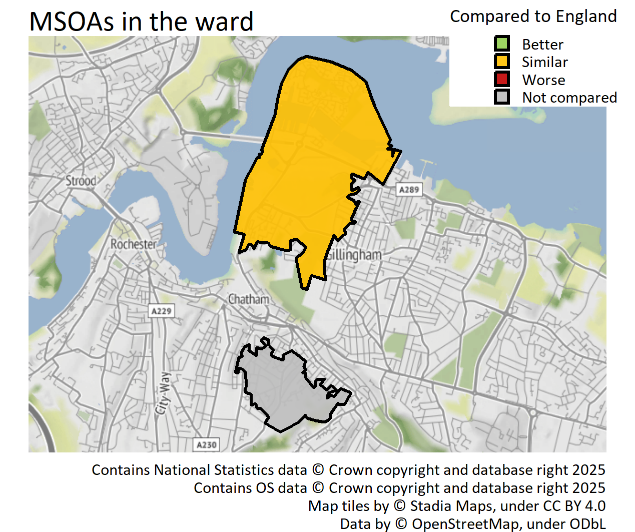 MSOAs in the ward
Compared to England
Better
Similar
Worse
Not compared
Strood
A289
Rochester
Gillingham
Chatham
A229
City Way
A230
Contains National Statistics data © Crown copyright and database right 2025
Contains OS data © Crown copyright and database right 2025
Map tiles by © Stadia Maps, under CC BY 4.0
Data by © OpenStreetMap, under ODbL